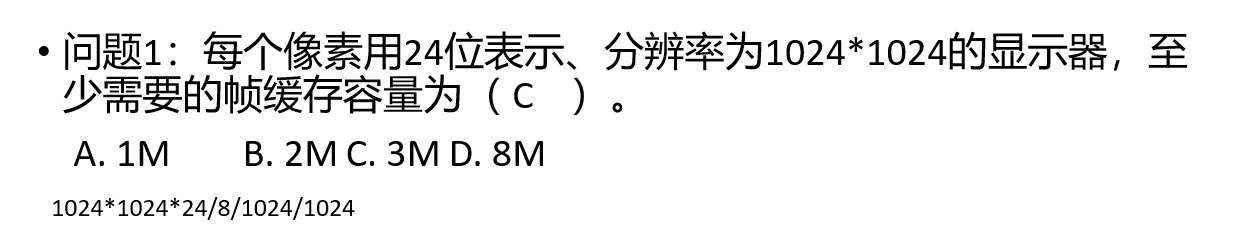 • 问题1：每个像素用24位表示、分辨率为1024*1024的显示器，至
少需要的帧缓存容量为（ C ）。
A. 1M B. 2M C. 3M D. 8M
1024*1024*24/8/1024/1024